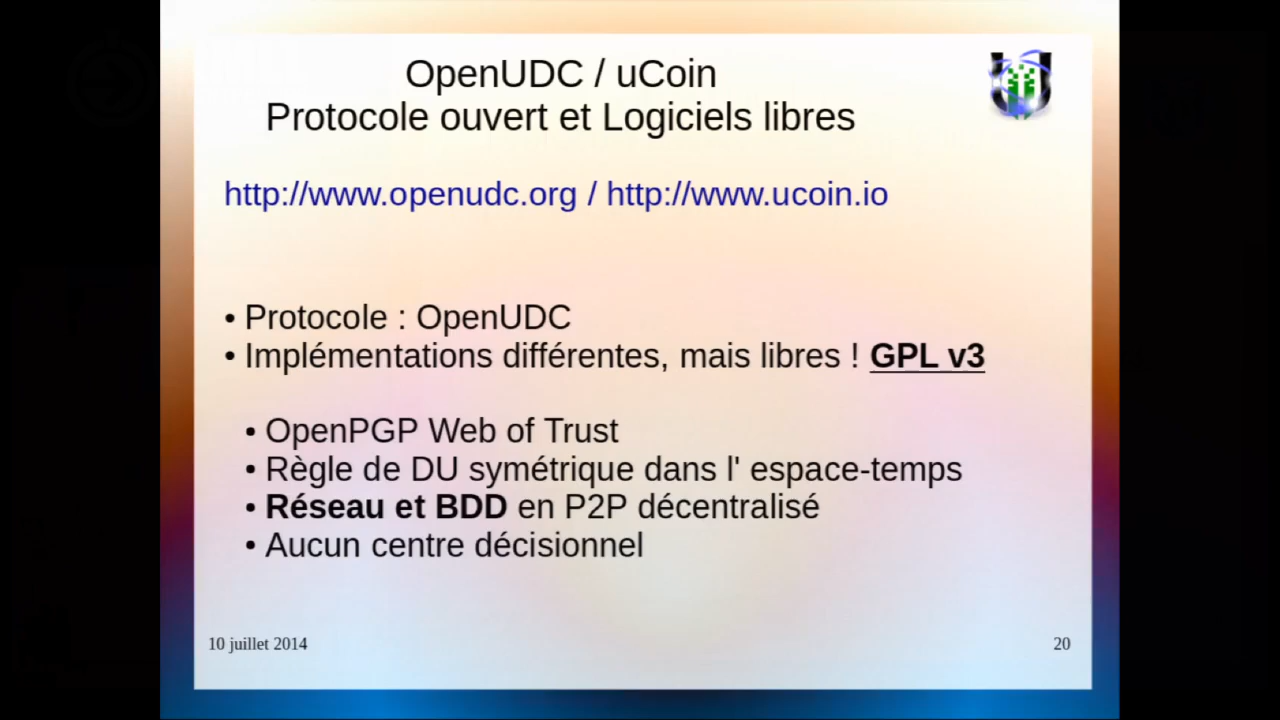 OpenUDC / uCoin
Protocole ouvert et Logiciels libres
http://www.openudc.org / http://www.ucoin.io
• Protocole : OpenUDC
• Implémentations différentes, mais libres ! GPL v3
• OpenPGP Web of Trust
• Règle de DU symétrique dans l' espace-temps
• Réseau et BDD en P2P décentralisé
• Aucun centre décisionnel
10 juillet 2014
20